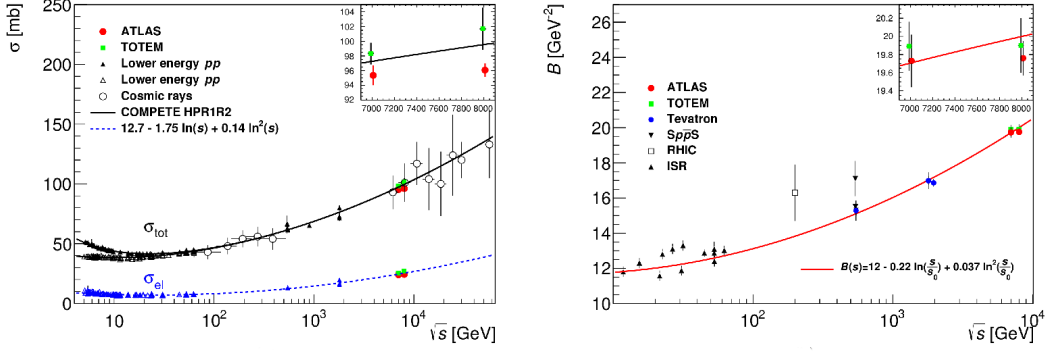 σ [mb]
250
200
150
100
50
0
ATLAS
TOTEM
Lower energy pp
Lower energy pp
Cosmic rays
COMPETE HPR1R2
12.7 - 1.75 ln(s) + 0.14 ln²(s)
104
102
100
98
96
94
92
7000 7200 7400 7600 7800 8000
σtot
σel
10 10² 10³ 10⁴
√s [GeV]
B [GeV⁻²]
26
24
22
20
18
16
14
12
10
ATLAS
TOTEM
Tevatron
Spp̅S
RHIC
ISR
20.2
20
19.8
19.6
19.4
7000 7200 7400 7600 7800 8000
B(s)=12 - 0.22 ln(s/s₀) + 0.037 ln²(s/s₀)
10 10² 10³ 10⁴
√s [GeV]